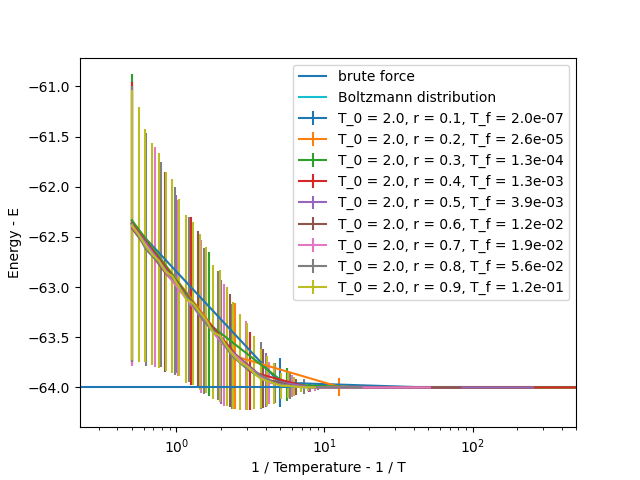 −61.0
−61.5
−62.0
−62.5
−63.0
−63.5
−64.0
Energy - E
brute force
Boltzmann distribution
T_0 = 2.0, r = 0.1, T_f = 2.0e-07
T_0 = 2.0, r = 0.2, T_f = 2.6e-05
T_0 = 2.0, r = 0.3, T_f = 1.3e-04
T_0 = 2.0, r = 0.4, T_f = 1.3e-03
T_0 = 2.0, r = 0.5, T_f = 3.9e-03
T_0 = 2.0, r = 0.6, T_f = 1.2e-02
T_0 = 2.0, r = 0.7, T_f = 1.9e-02
T_0 = 2.0, r = 0.8, T_f = 5.6e-02
T_0 = 2.0, r = 0.9, T_f = 1.2e-01
10⁰ 10¹ 10²
1 / Temperature - 1 / T